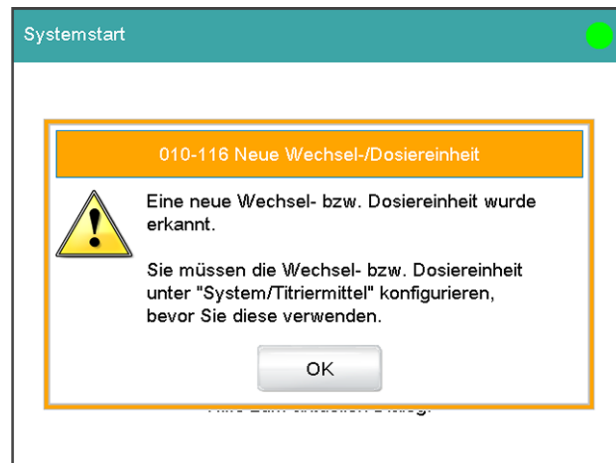 Systemstart
010-116 Neue Wechsel-/Dosiereinheit
Eine neue Wechsel- bzw. Dosiereinheit wurde
erkannt.
Sie müssen die Wechsel- bzw. Dosiereinheit
unter "System/Titriermittel" konfigurieren,
bevor Sie diese verwenden.
OK